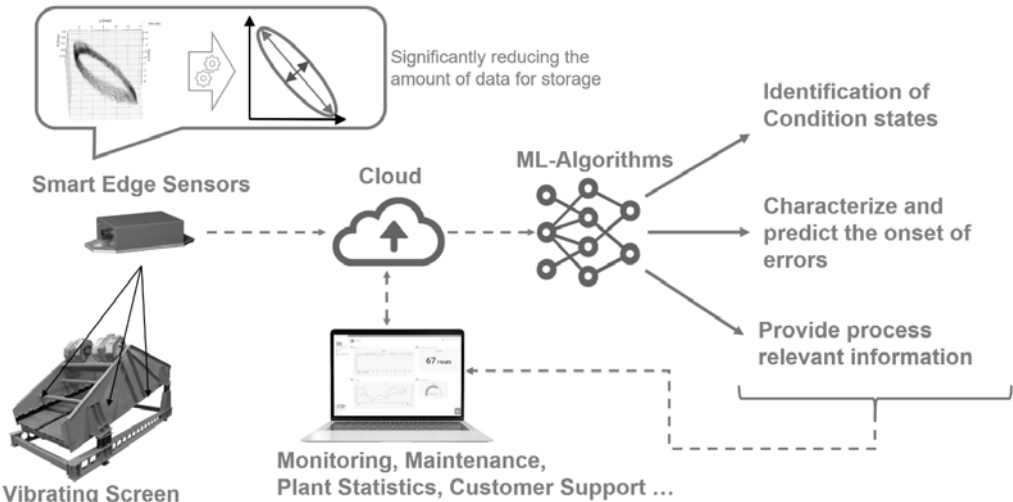 Significantly reducing the
amount of data for storage
Smart Edge Sensors
Cloud
ML-Algorithms
Identification of
Condition states
Characterize and
predict the onset of
errors
Provide process
relevant information
67
Monitoring, Maintenance,
Plant Statistics, Customer Support ...
Vibrating Screen